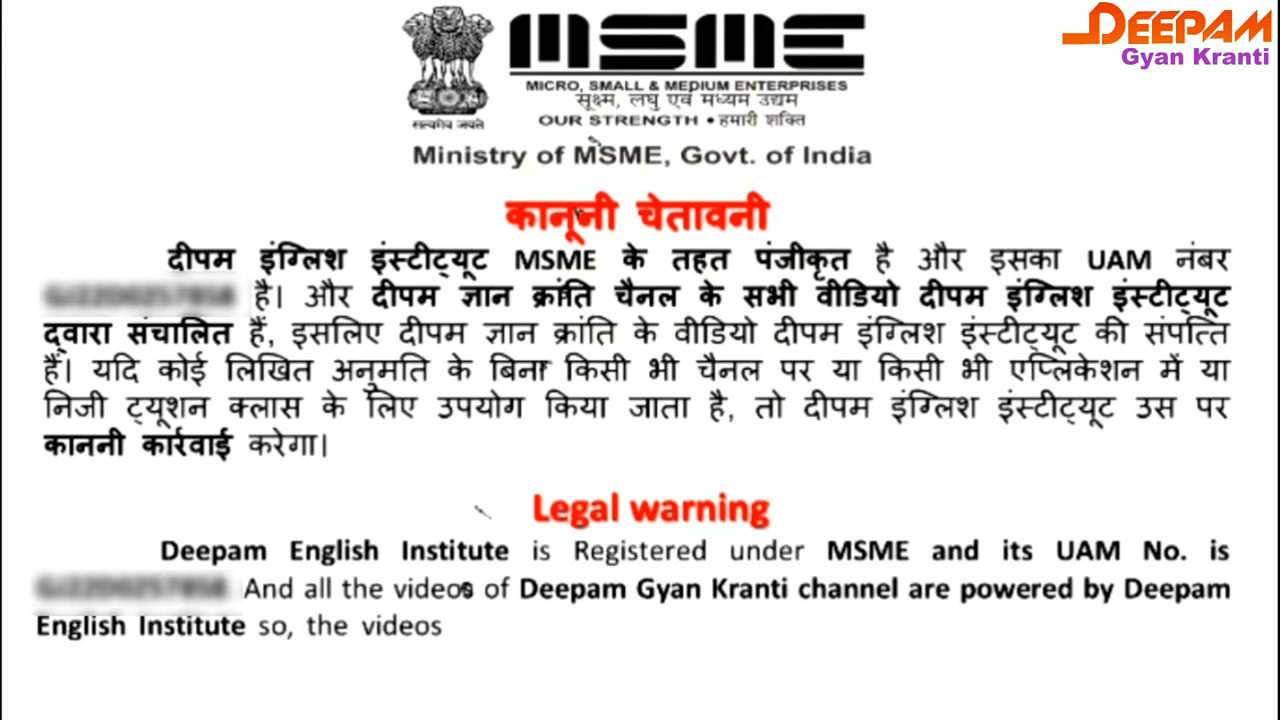 MSME
DEEPAM
Gyan Kranti
MICRO, SMALL & MEDIUM ENTERPRISES
सूक्ष्म, लघु एवं मध्यम उद्यम
सत्यमेव जयते
OUR STRENGTH • हमारी शक्ति
Ministry of MSME, Govt. of India
कानूनी चेतावनी
दीपम इंग्लिश इंस्टीट्यूट MSME के तहत पंजीकृत है और इसका UAM नंबर
है। और दीपम ज्ञान क्रांति चैनल के सभी वीडियो दीपम इंग्लिश इंस्टीट्यूट
द्वारा संचालित हैं, इसलिए दीपम ज्ञान क्रांति के वीडियो दीपम इंग्लिश इंस्टीट्यूट की संपत्ति
हैं। यदि कोई लिखित अनुमति के बिना किसी भी चैनल पर या किसी भी एप्लिकेशन में या
निजी ट्यूशन क्लास के लिए उपयोग किया जाता है, तो दीपम इंग्लिश इंस्टीट्यूट उस पर
काननी कार्रवाई करेगा।
Legal warning
Deepam English Institute is Registered under MSME and its UAM No. is
And all the videos of Deepam Gyan Kranti channel are powered by Deepam
English Institute so, the videos